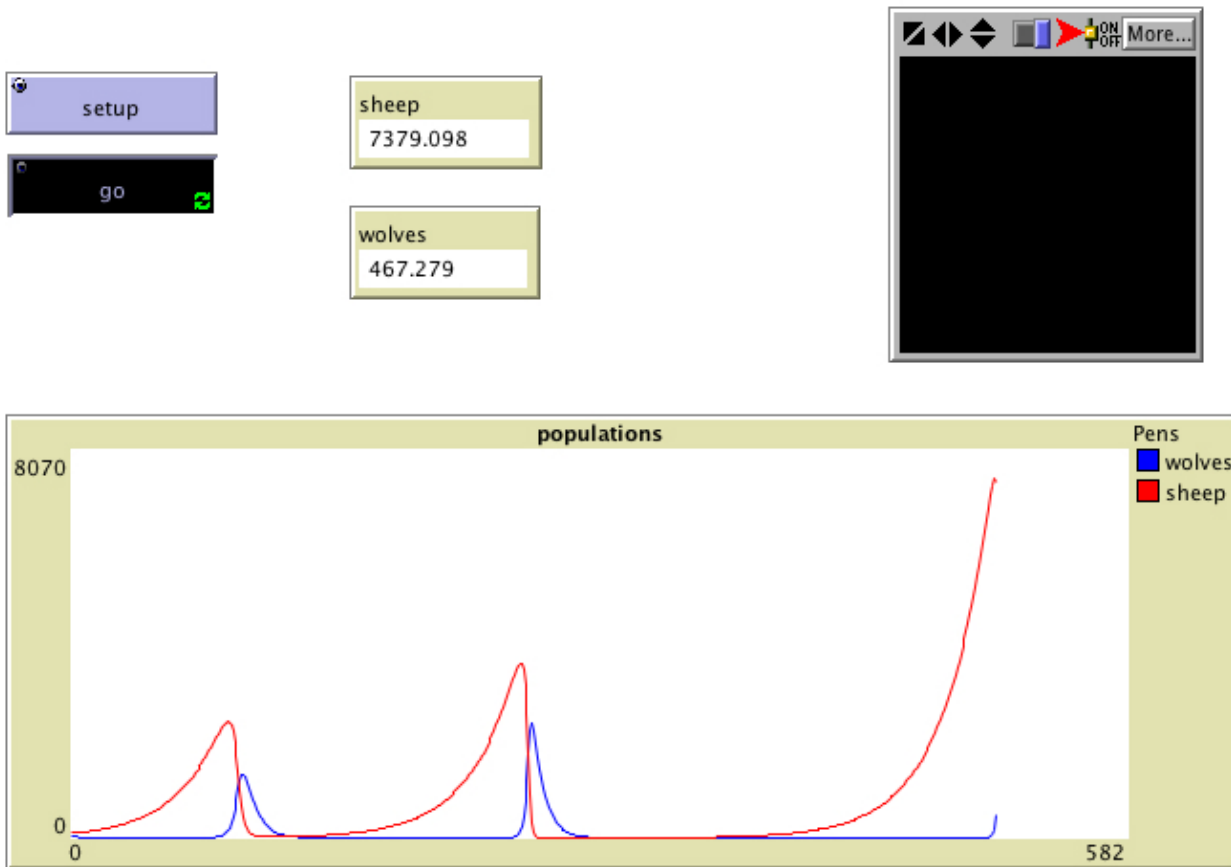 ON
OFF
More...
setup
sheep
7379.098
go
wolves
467.279
populations
Pens
8070
wolves
sheep
0
0
582